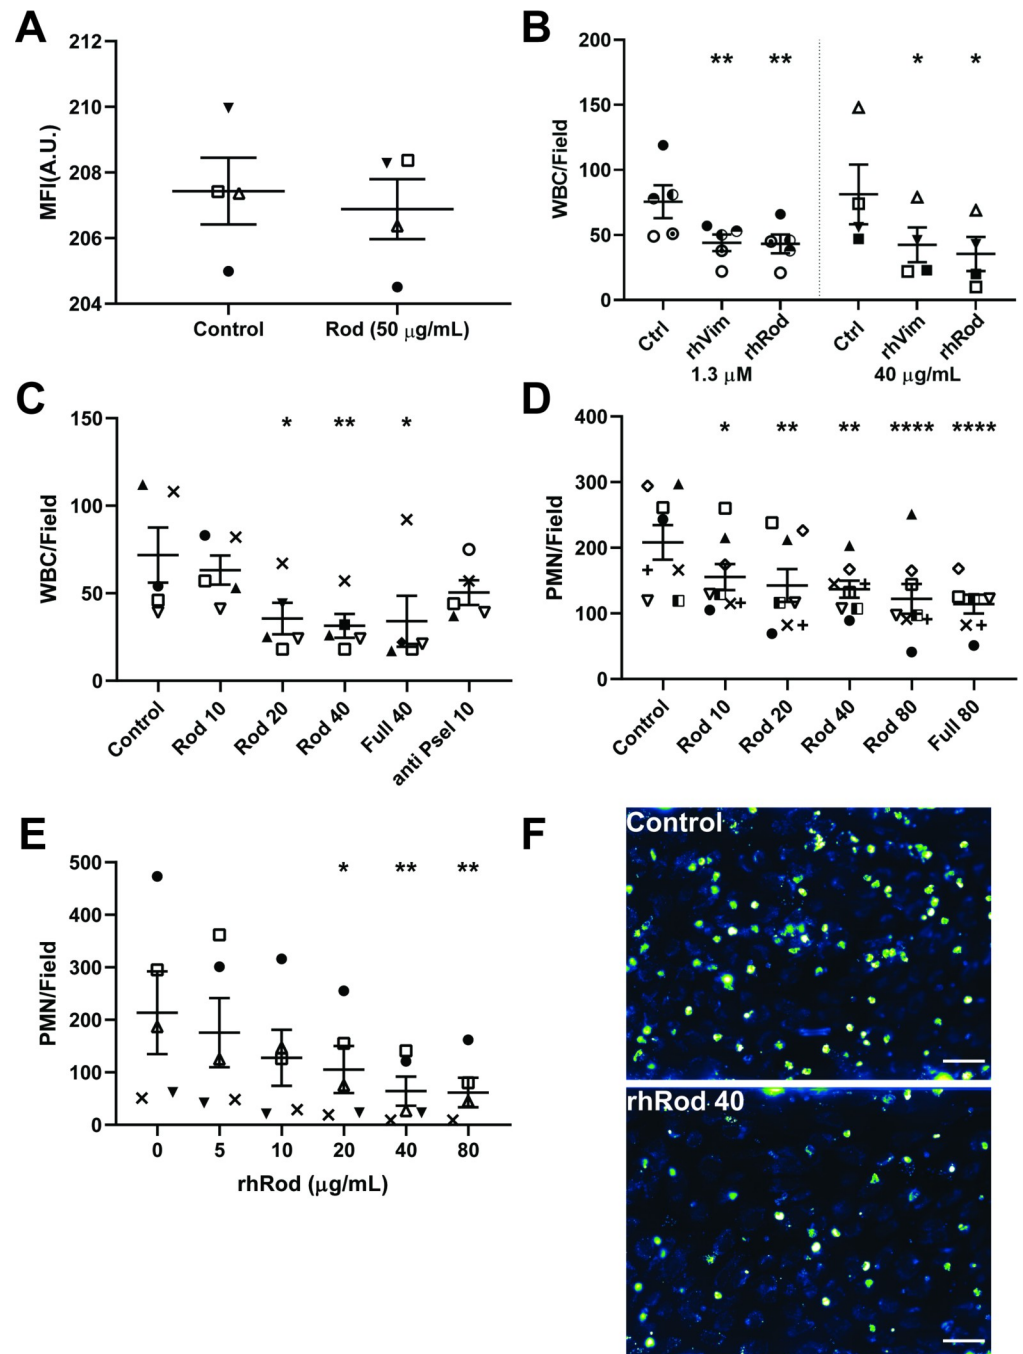 A
212
210
208
206
204
MFI(A.U.)
Control
Rod (50 μg/mL)
B
200
150
100
50
0
WBC/Field
** ** * *
Ctrl
rhVim
rhRod
Ctrl
rhVim
rhRod
1.3 μM
40 μg/mL
C
150
100
50
0
WBC/Field
* ** *
Control
Rod 10
Rod 20
Rod 40
Full 40
anti Psel 10
D
400
300
200
100
0
PMN/Field
* ** ** **** ****
Control
Rod 10
Rod 20
Rod 40
Rod 80
Full 80
E
500
400
300
200
100
0
PMN/Field
* ** **
0 5 10 20 40 80
rhRod (μg/mL)
F
Control
rhRod 40